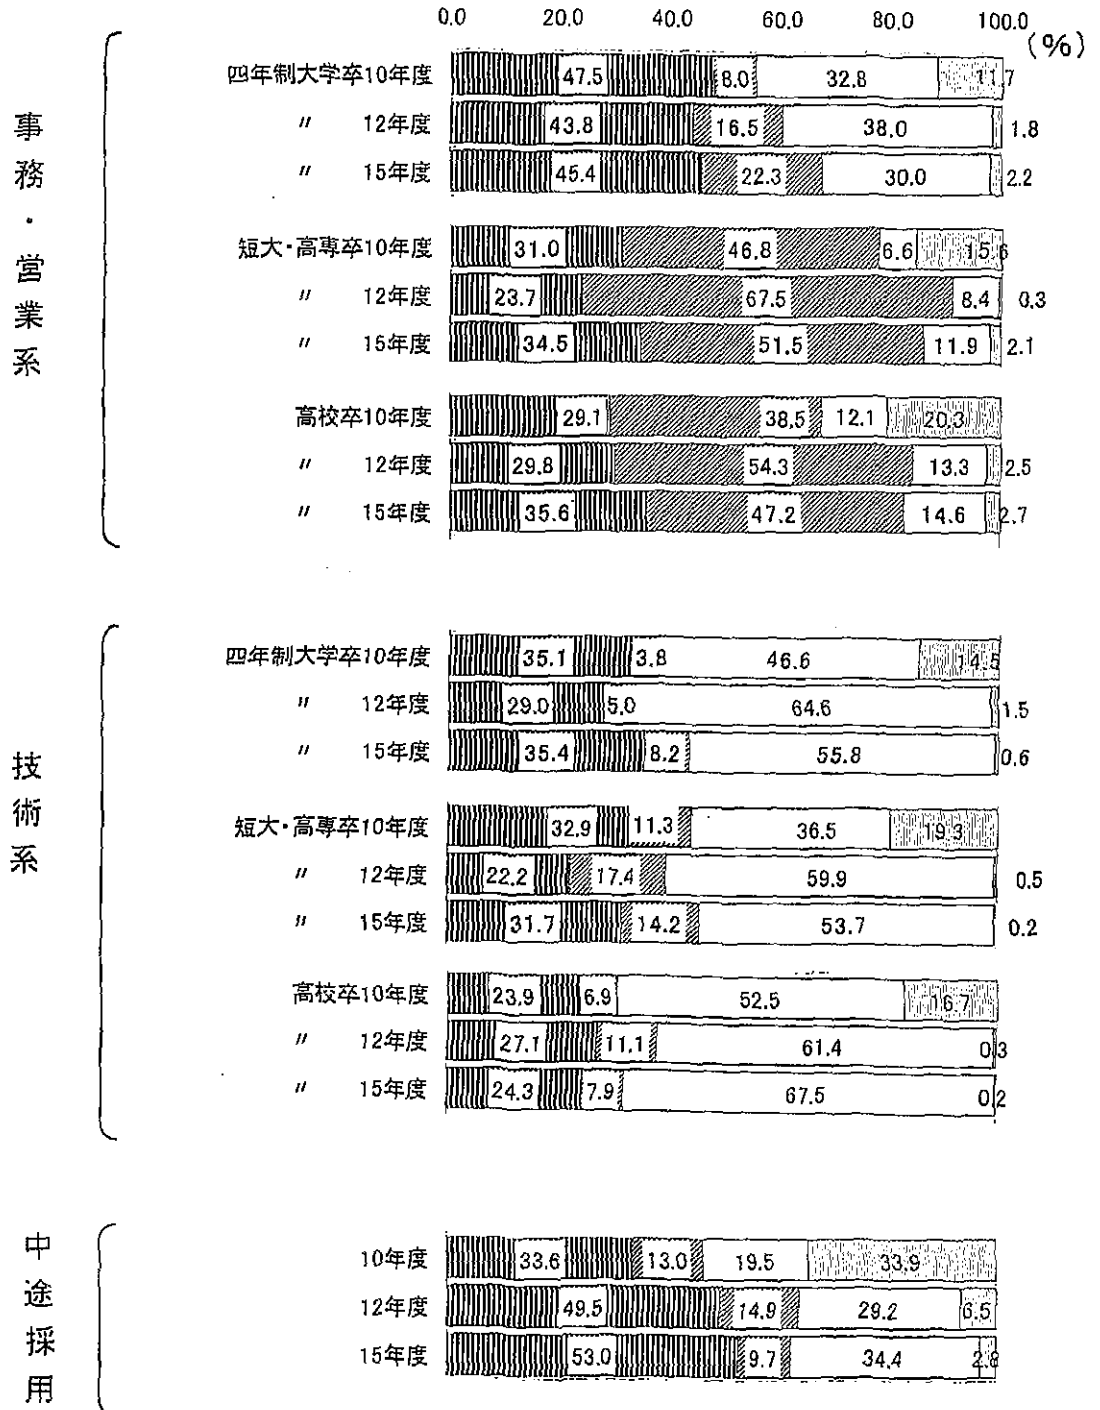 0.0 20.0 40.0 60.0 80.0 100.0
(%)
事務・営業系
四年制大学卒10年度 47.5 8.0 32.8 11.7
〃 12年度 43.8 16.5 38.0 1.8
〃 15年度 45.4 22.3 30.0 2.2
短大・高専卒10年度 31.0 46.8 6.6 15.6
〃 12年度 23.7 67.5 8.4 0.3
〃 15年度 34.5 51.5 11.9 2.1
高校卒10年度 29.1 38.5 12.1 20.3
〃 12年度 29.8 54.3 13.3 2.5
〃 15年度 35.6 47.2 14.6 2.7
技術系
四年制大学卒10年度 35.1 3.8 46.6 14.5
〃 12年度 29.0 5.0 64.6 1.5
〃 15年度 35.4 8.2 55.8 0.6
短大・高専卒10年度 32.9 11.3 36.5 19.3
〃 12年度 22.2 17.4 59.9 0.5
〃 15年度 31.7 14.2 53.7 0.2
高校卒10年度 23.9 6.9 52.5 16.7
〃 12年度 27.1 11.1 61.4 0.3
〃 15年度 24.3 7.9 67.5 0.2
中途採用
10年度 33.6 13.0 19.5 33.9
12年度 49.5 14.9 29.2 6.5
15年度 53.0 9.7 34.4 2.8